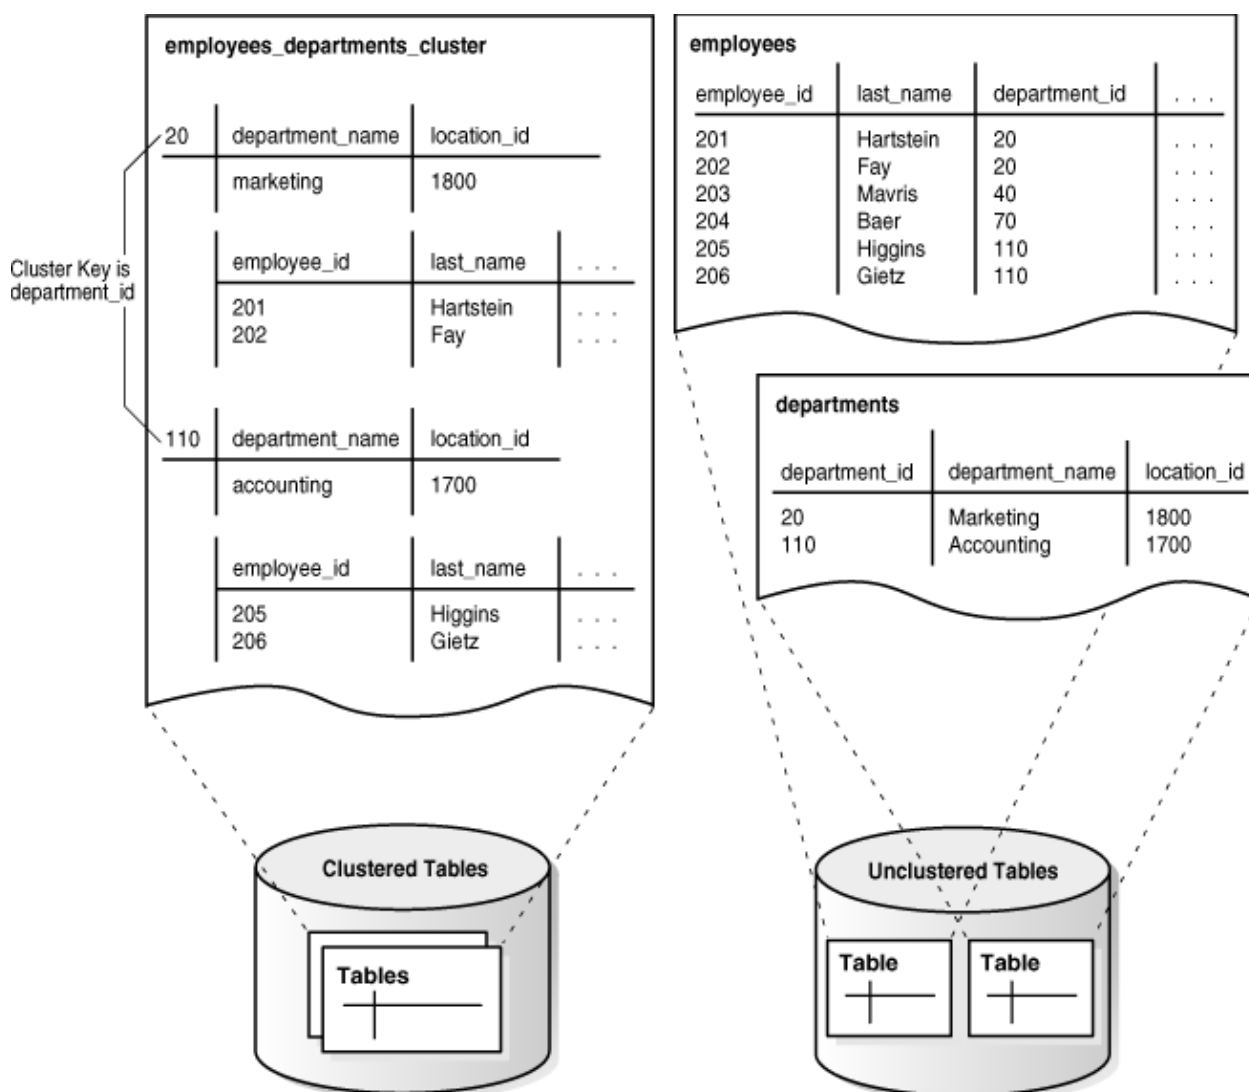 employees_departments_cluster
20 department_name location_id
marketing 1800
employee_id last_name . . .
201 Hartstein . . .
202 Fay . . .
Cluster Key is
department_id
110 department_name location_id
accounting 1700
employee_id last_name . . .
205 Higgins . . .
206 Gietz . . .
employees
employee_id last_name department_id . . .
201 Hartstein 20 . . .
202 Fay 20 . . .
203 Mavris 40 . . .
204 Baer 70 . . .
205 Higgins 110 . . .
206 Gietz 110 . . .
departments
department_id department_name location_id
20 Marketing 1800
110 Accounting 1700
Clustered Tables
Tables
Unclustered Tables
Table Table